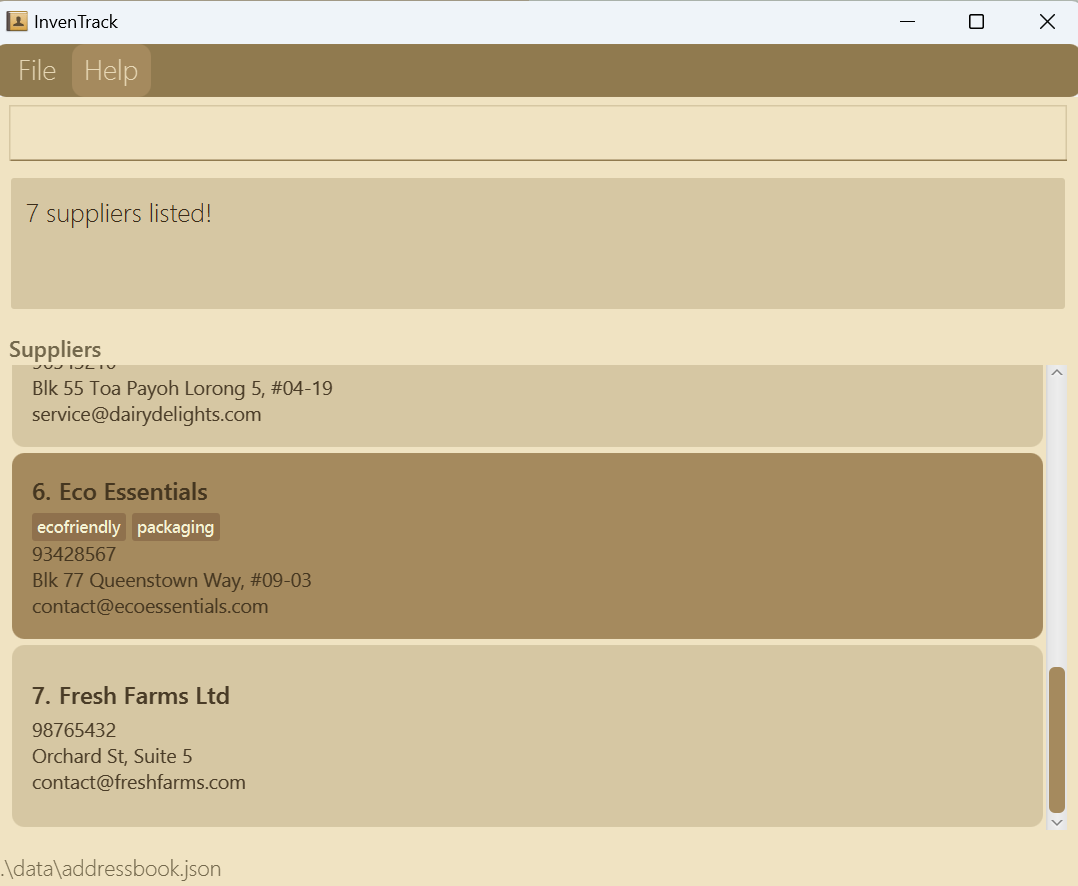 InvenTrack
File Help
7 suppliers listed!
Suppliers
Blk 55 Toa Payoh Lorong 5, #04-19
service@dairydelights.com
6. Eco Essentials
ecofriendly packaging
93428567
Blk 77 Queenstown Way, #09-03
contact@ecoessentials.com
7. Fresh Farms Ltd
98765432
Orchard St, Suite 5
contact@freshfarms.com
.\data\addressbook.json